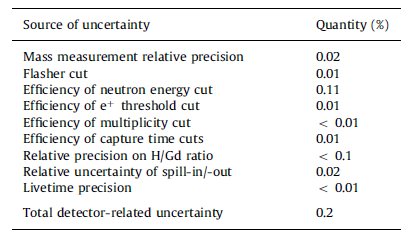 Source of uncertainty Quantity (%)
Mass measurement relative precision 0.02
Flasher cut 0.01
Efficiency of neutron energy cut 0.11
Efficiency of e⁺ threshold cut 0.01
Efficiency of multiplicity cut < 0.01
Efficiency of capture time cuts 0.01
Relative precision on H/Gd ratio < 0.1
Relative uncertainty of spill-in/-out 0.02
Livetime precision < 0.01
Total detector-related uncertainty 0.2